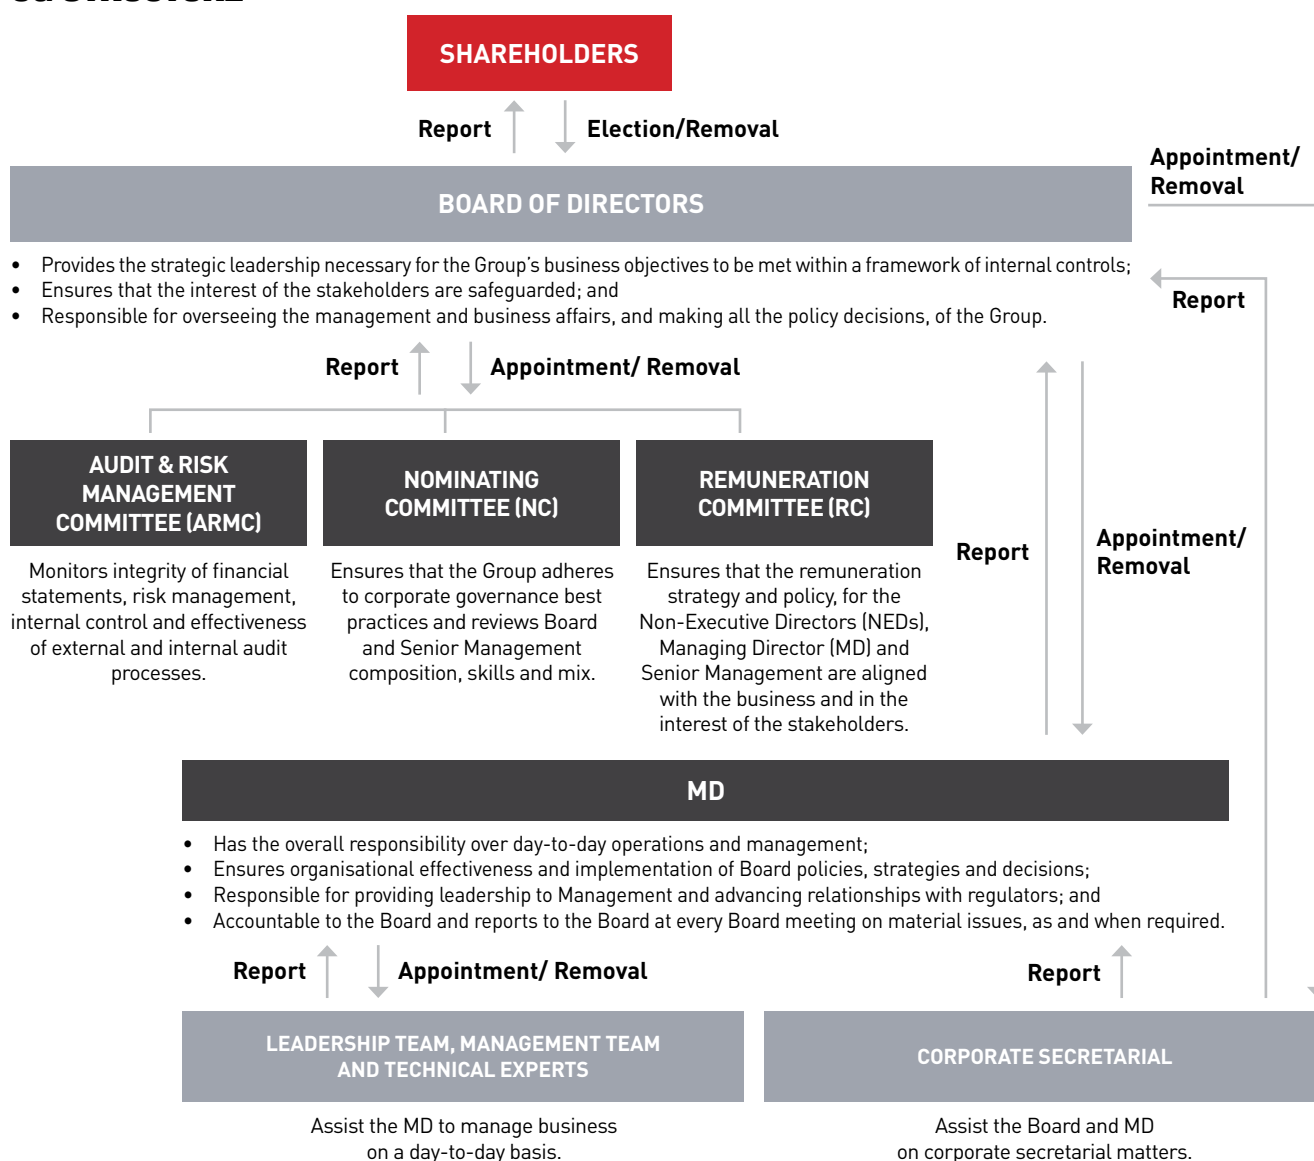 SHAREHOLDERS
Report
Election/Removal
Appointment/
Removal
BOARD OF DIRECTORS
• Provides the strategic leadership necessary for the Group's business objectives to be met within a framework of internal controls;
• Ensures that the interest of the stakeholders are safeguarded; and
• Responsible for overseeing the management and business affairs, and making all the policy decisions, of the Group.
Report
Report
Appointment/ Removal
AUDIT & RISK
MANAGEMENT
COMMITTEE (ARMC)
NOMINATING
COMMITTEE (NC)
REMUNERATION
COMMITTEE (RC)
Monitors integrity of financial
statements, risk management,
internal control and effectiveness
of external and internal audit
processes.
Ensures that the Group adheres
to corporate governance best
practices and reviews Board
and Senior Management
composition, skills and mix.
Ensures that the remuneration
strategy and policy, for the
Non-Executive Directors (NEDs),
Managing Director (MD) and
Senior Management are aligned
with the business and in the
interest of the stakeholders.
Report
Appointment/
Removal
MD
• Has the overall responsibility over day-to-day operations and management;
• Ensures organisational effectiveness and implementation of Board policies, strategies and decisions;
• Responsible for providing leadership to Management and advancing relationships with regulators; and
• Accountable to the Board and reports to the Board at every Board meeting on material issues, as and when required.
Report
Appointment/ Removal
Report
LEADERSHIP TEAM, MANAGEMENT TEAM
AND TECHNICAL EXPERTS
CORPORATE SECRETARIAL
Assist the MD to manage business
on a day-to-day basis.
Assist the Board and MD
on corporate secretarial matters.